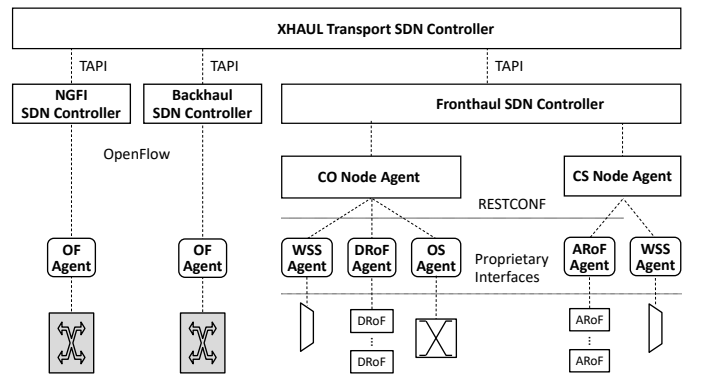 XHAUL Transport SDN Controller
TAPI
TAPI
TAPI
NGFI
SDN Controller
Backhaul
SDN Controller
Fronthaul SDN Controller
OpenFlow
CO Node Agent
CS Node Agent
RESTCONF
OF
Agent
OF
Agent
WSS
Agent
DRoF
Agent
OS
Agent
Proprietary
Interfaces
ARoF
Agent
WSS
Agent
DRoF
DRoF
ARoF
ARoF